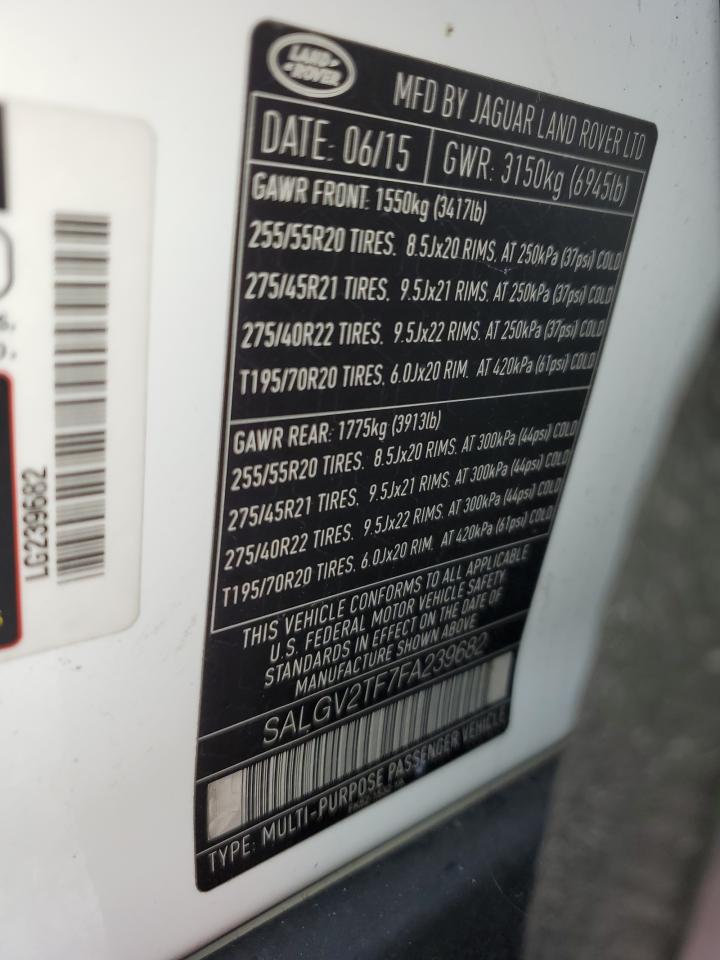 LAND
ROVER
MFD BY JAGUAR LAND ROVER LTD
DATE: 06/15 GWR: 3150kg (6945lb)
GAWR FRONT: 1550kg (3417lb)
255/55R20 TIRES. 8.5Jx20 RIMS. AT 250kPa (37psi) COLD
275/45R21 TIRES. 9.5Jx21 RIMS. AT 250kPa (37psi) COLD
275/40R22 TIRES. 9.5Jx22 RIMS. AT 250kPa (37psi) COLD
T195/70R20 TIRES. 6.0Jx20 RIM. AT 420kPa (61psi) COLD
GAWR REAR: 1775kg (3913lb)
255/55R20 TIRES. 8.5Jx20 RIMS. AT 300kPa (44psi) COLD
275/45R21 TIRES. 9.5Jx21 RIMS. AT 300kPa (44psi) COLD
275/40R22 TIRES. 9.5Jx22 RIMS. AT 300kPa (44psi) COLD
T195/70R20 TIRES. 6.0Jx20 RIM. AT 420kPa (61psi) COLD
THIS VEHICLE CONFORMS TO ALL APPLICABLE
U.S. FEDERAL MOTOR VEHICLE SAFETY
STANDARDS IN EFFECT ON THE DATE OF
MANUFACTURE SHOWN ABOVE
SALGV2TF7FA239682
TYPE: MULTI-PURPOSE PASSENGER VEHICLE
LG239682